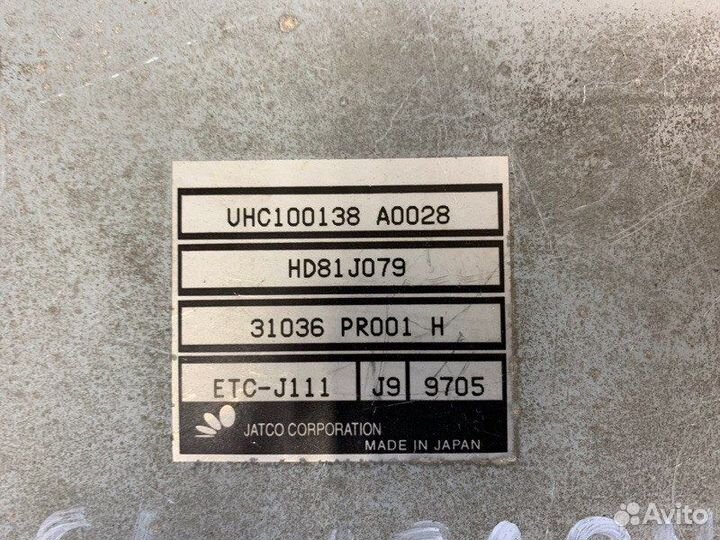 UHC100138 A0028
HD81J079
31036 PR001 H
ETC-J111 J9 9705
JATCO CORPORATION
MADE IN JAPAN
Avito